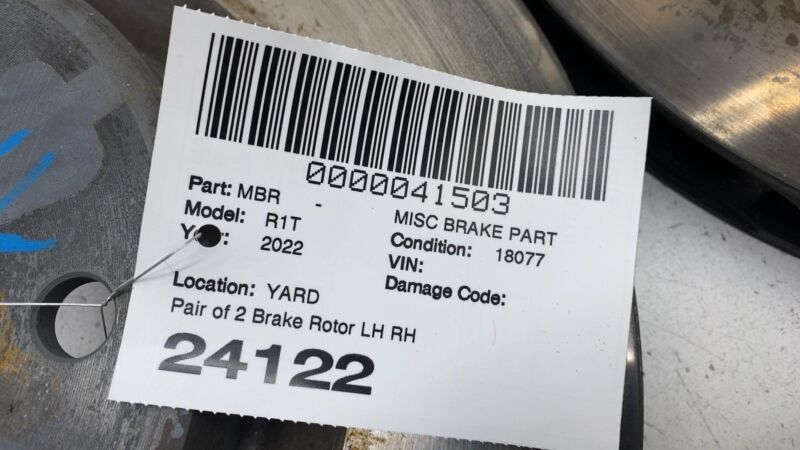 0000041503
Part: MBR - MISC BRAKE PART
Model: R1T Condition: 18077
2022 VIN:
Damage Code:
Location: YARD
Pair of 2 Brake Rotor LH RH
24122